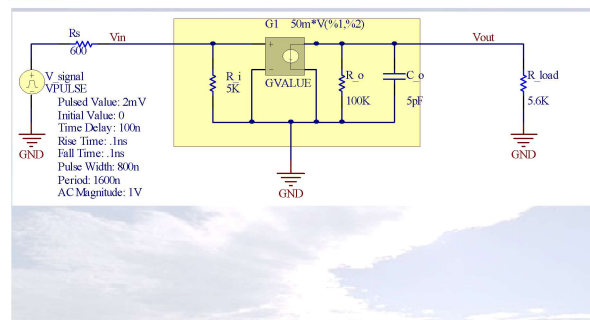 G1 50m*V(%1,%2)
Rs
600
Vin
Vout
V_signal
VPULSE
Pulsed Value: 2mV
Initial Value: 0
Time Delay: 100n
Rise Time: .1ns
Fall Time: .1ns
Pulse Width: 800n
Period: 1600n
AC Magnitude: 1V
R_i
5K
+
-
GVALUE
R_o
100K
C_o
5pF
R_load
5.6K
GND
GND
GND